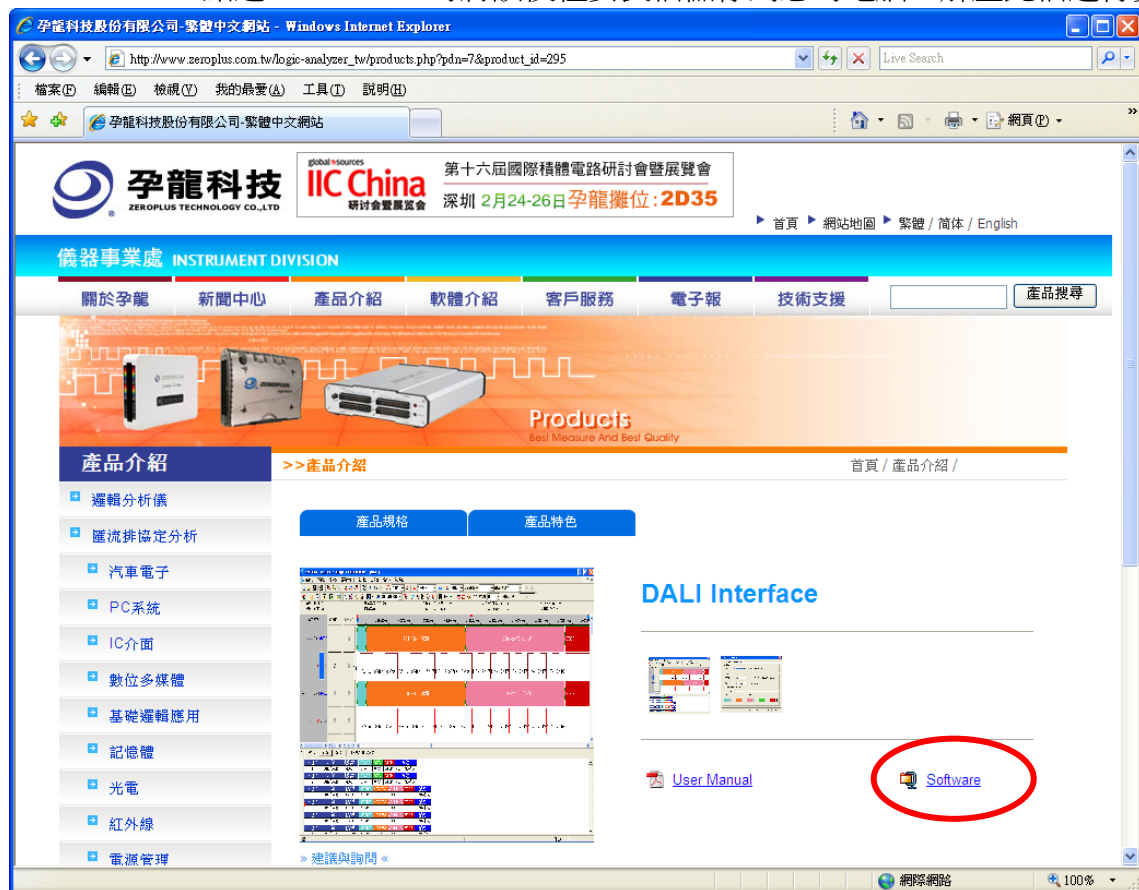 孕龍科技股份有限公司-繁體中文網站 - Windows Internet Explorer
http://www.zeroplus.com.tw/logic-analyzer_tw/products.php?pdn=7&product_id=295
Live Search
檔案(F) 編輯(E) 檢視(V) 我的最愛(A) 工具(T) 說明(H)
孕龍科技股份有限公司-繁體中文網站
網頁(P)
孕龍科技
ZEROPLUS TECHNOLOGY CO.,LTD
global sources
IIC China
研讨会暨展览会
第十六屆國際積體電路研討會暨展覽會
深圳 2月24-26日孕龍攤位:2D35
首頁 網站地圖 繁體 / 简体 / English
儀器事業處 INSTRUMENT DIVISION
關於孕龍 新聞中心 產品介紹 軟體介紹 客戶服務 電子報 技術支援 產品搜尋
Products
Best Measure And Best Quality
產品介紹
>>產品介紹
首頁 / 產品介紹 /
邏輯分析儀
匯流排協定分析
汽車電子
PC系統
IC介面
數位多媒體
基礎邏輯應用
記憶體
光電
紅外線
電源管理
產品規格 產品特色
DALI Interface
User Manual
Software
» 建議與詢問 «
網際網路
100%